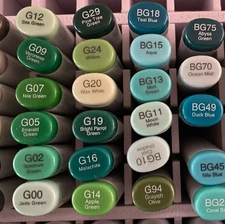 G12
Sea Green
G29
Pine Tree
Green
BG18
Teal Blue
BG75
Abyss
Green
G09
Veronese
Green
G24
Willow
BG15
Aqua
BG70
Ocean Mist
G07
Nile Green
G20
Wax White
BG13
Mint
Green
BG49
Duck Blue
G05
Emerald
Green
G19
Bright Parrot
Green
BG11
Moon
White
G02
Spectrum
Green
G16
Malachite
BG10
Cool
Shadow
BG45
Nile Blue
G00
Jade Green
G14
Apple
Green
G94
Grayish
Olive